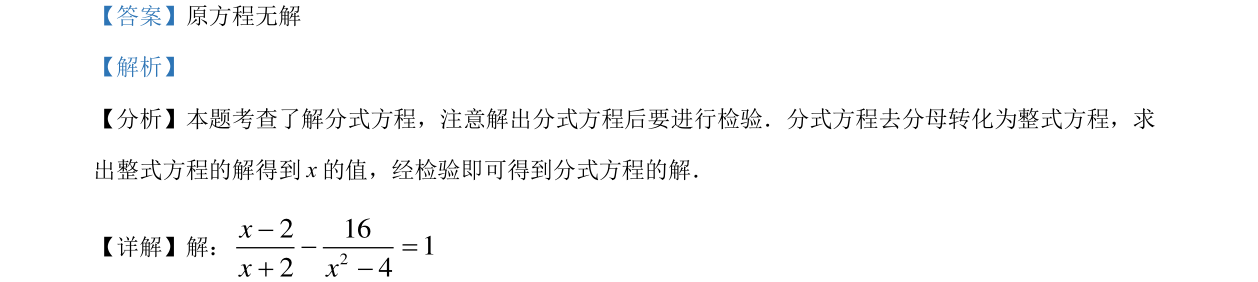 【答案】原方程无解
【解析】
【分析】本题考查了解分式方程，注意解出分式方程后要进行检验．分式方程去分母转化为整式方程，求
出整式方程的解得到 x 的值，经检验即可得到分式方程的解．
【详解】解：$\frac{x-2}{x+2}-\frac{16}{x^2-4}=1$